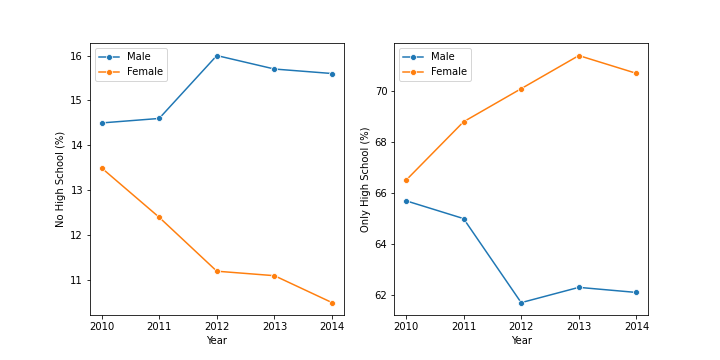 Male
Female
16
15
14
13
12
11
No High School (%)
2010 2011 2012 2013 2014
Year
Male
Female
70
68
66
64
62
Only High School (%)
2010 2011 2012 2013 2014
Year